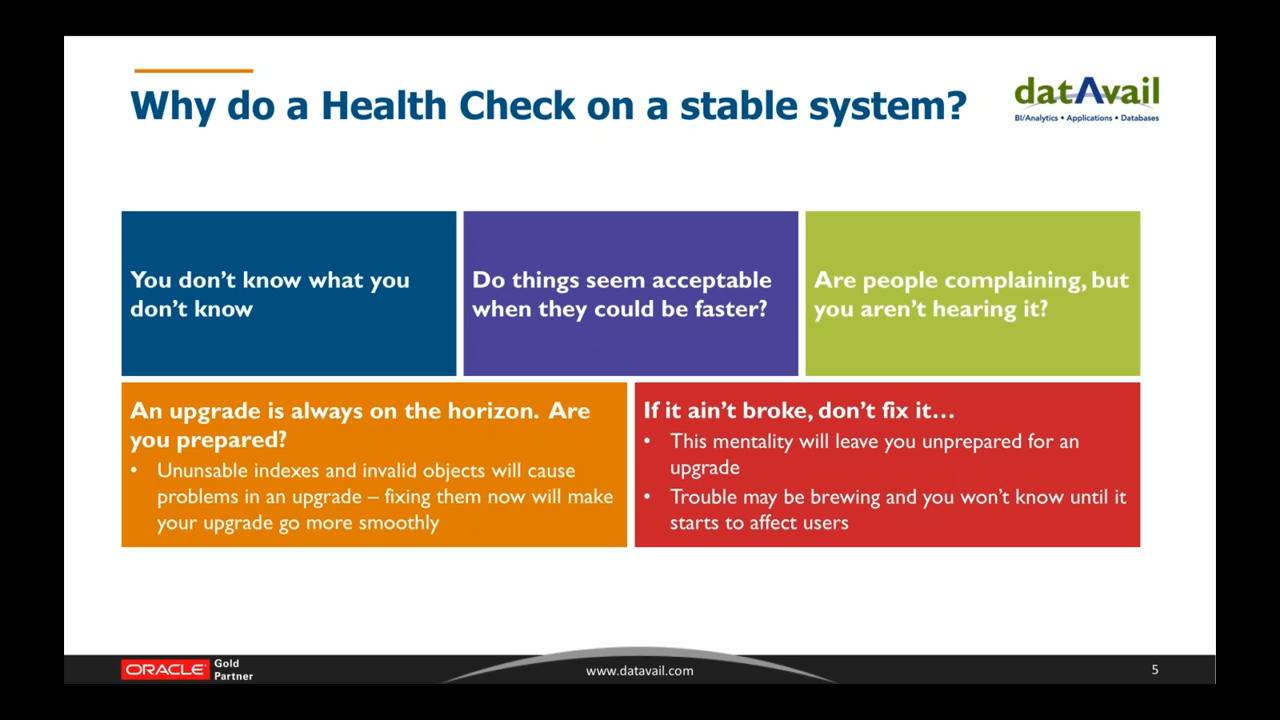 Why do a Health Check on a stable system?
datAvail
BI/Analytics • Applications • Databases
You don't know what you
don't know
Do things seem acceptable
when they could be faster?
Are people complaining, but
you aren't hearing it?
An upgrade is always on the horizon. Are
you prepared?
• Ununsable indexes and invalid objects will cause
problems in an upgrade – fixing them now will make
your upgrade go more smoothly
If it ain't broke, don't fix it…
• This mentality will leave you unprepared for an
upgrade
• Trouble may be brewing and you won't know until it
starts to affect users
ORACLE
Gold
Partner
www.datavail.com
5